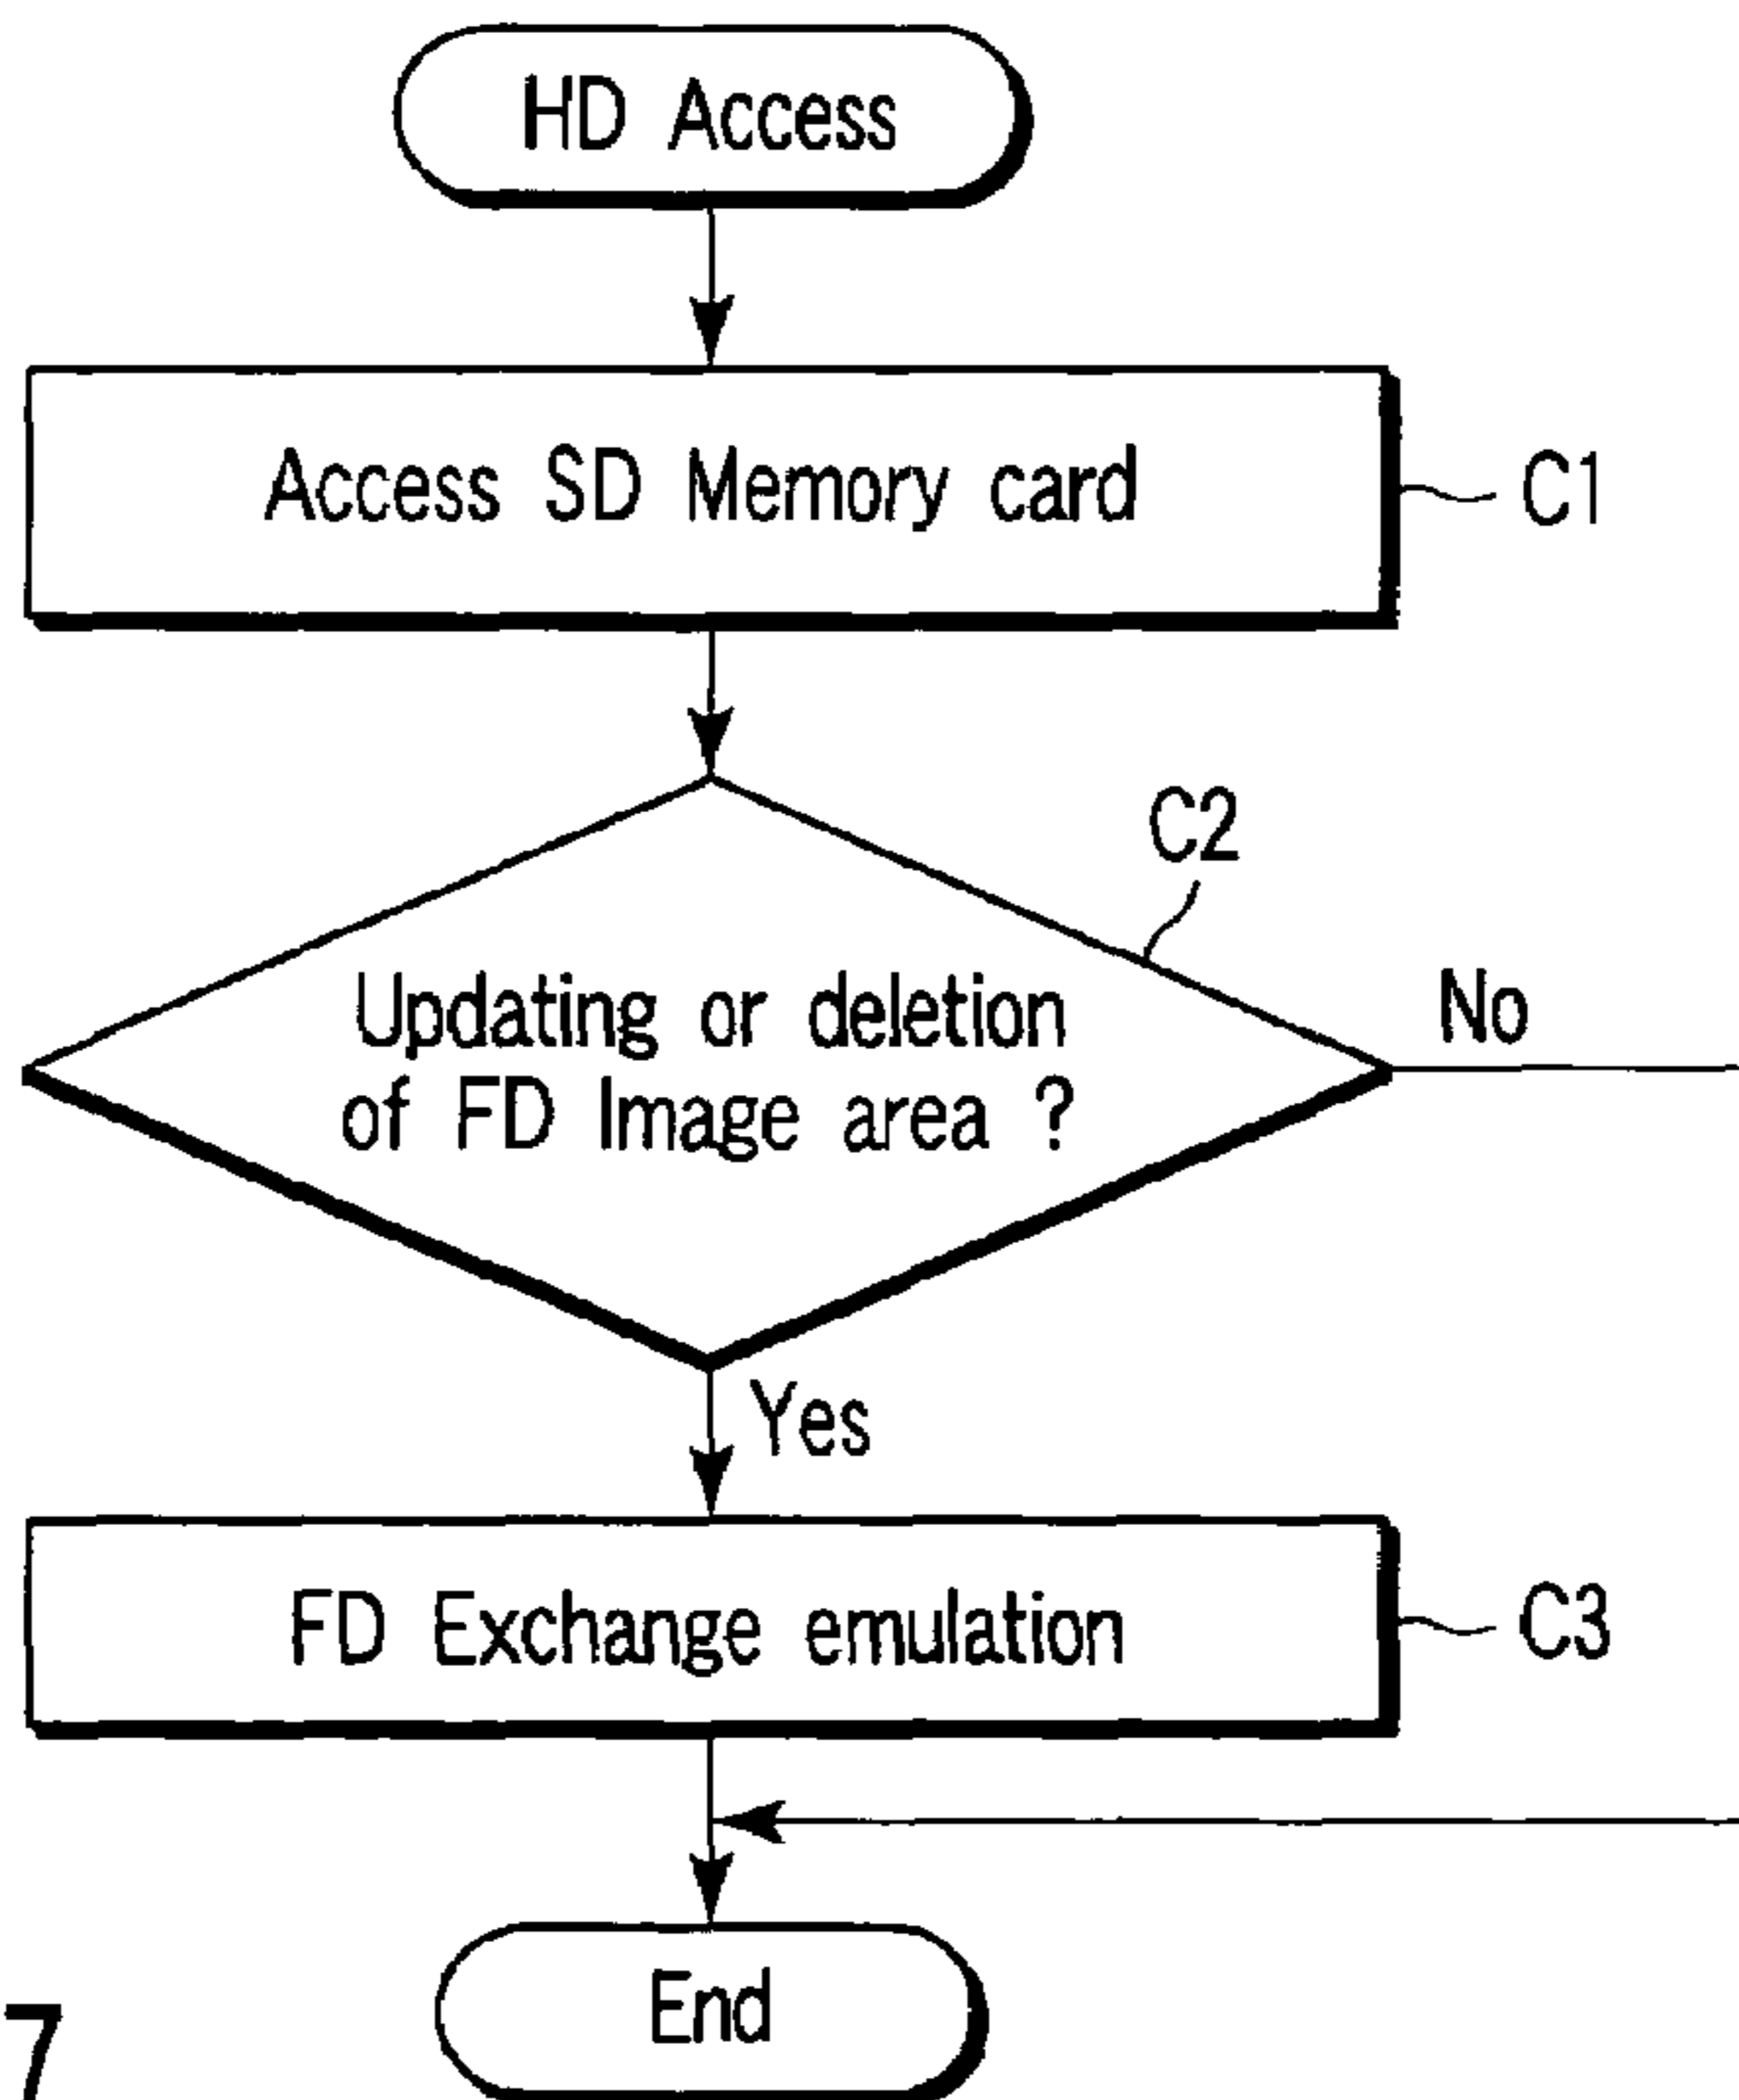 HD Access
Access SD Memory card
C1
C2
Updating or deletion
of FD Image area ?
No
Yes
FD Exchange emulation
C3
End
7